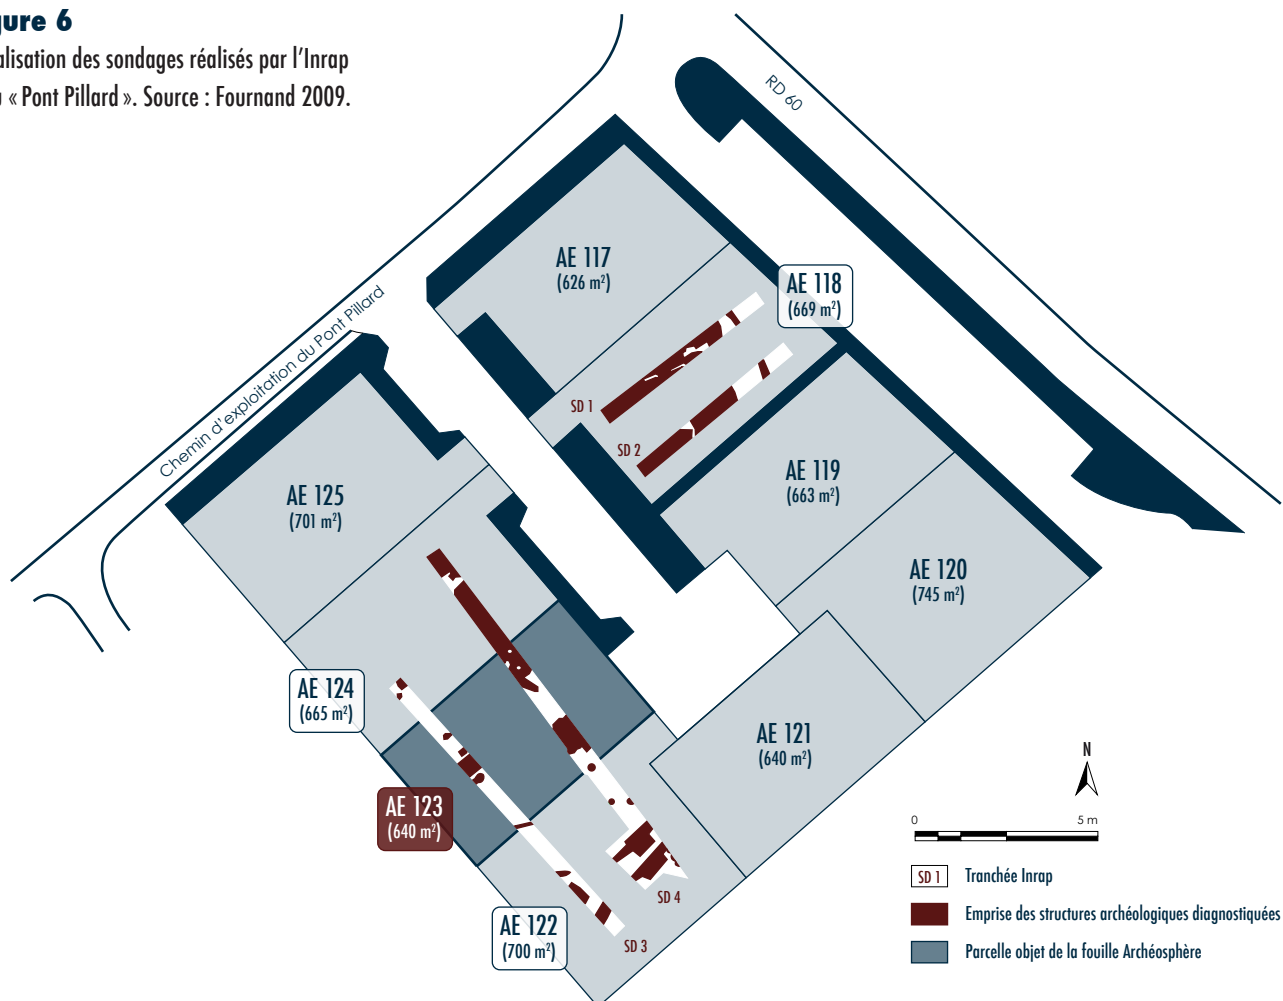 gure 6
alisation des sondages réalisés par l’Inrap
« Pont Pillard ». Source : Fournand 2009.
RD 60
Chemin d’exploitation du Pont Pillard
AE 117
(626 m²)
AE 118
(669 m²)
SD 1
SD 2
AE 119
(663 m²)
AE 125
(701 m²)
AE 120
(745 m²)
AE 124
(665 m²)
AE 121
(640 m²)
AE 123
(640 m²)
AE 122
(700 m²)
SD 4
SD 3
N
0 5 m
SD 1 Tranchée Inrap
Emprise des structures archéologiques diagnostiquées
Parcelle objet de la fouille Archéosphère